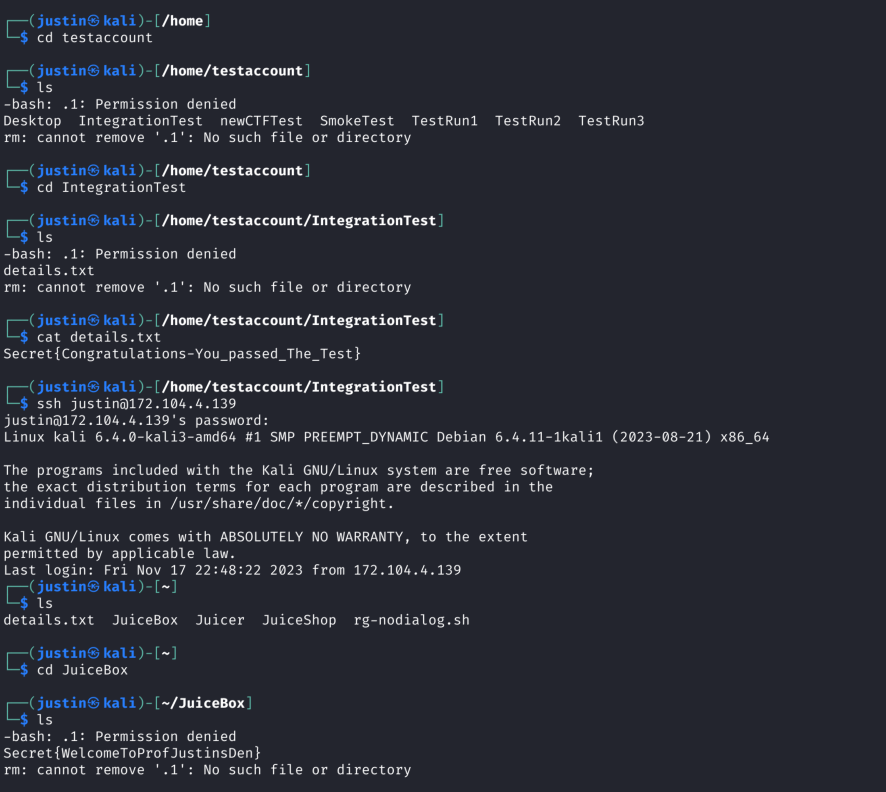 ┌──(justin㉿kali)-[/home]
└─$ cd testaccount
┌──(justin㉿kali)-[/home/testaccount]
└─$ ls
-bash: .1: Permission denied
Desktop  IntegrationTest  newCTFTest  SmokeTest  TestRun1  TestRun2  TestRun3
rm: cannot remove '.1': No such file or directory
┌──(justin㉿kali)-[/home/testaccount]
└─$ cd IntegrationTest
┌──(justin㉿kali)-[/home/testaccount/IntegrationTest]
└─$ ls
-bash: .1: Permission denied
details.txt
rm: cannot remove '.1': No such file or directory
┌──(justin㉿kali)-[/home/testaccount/IntegrationTest]
└─$ cat details.txt
Secret{Congratulations-You_passed_The_Test}
┌──(justin㉿kali)-[/home/testaccount/IntegrationTest]
└─$ ssh justin@172.104.4.139
justin@172.104.4.139's password:
Linux kali 6.4.0-kali3-amd64 #1 SMP PREEMPT_DYNAMIC Debian 6.4.11-1kali1 (2023-08-21) x86_64
The programs included with the Kali GNU/Linux system are free software;
the exact distribution terms for each program are described in the
individual files in /usr/share/doc/*/copyright.
Kali GNU/Linux comes with ABSOLUTELY NO WARRANTY, to the extent
permitted by applicable law.
Last login: Fri Nov 17 22:48:22 2023 from 172.104.4.139
┌──(justin㉿kali)-[~]
└─$ ls
details.txt  JuiceBox  Juicer  JuiceShop  rg-nodialog.sh
┌──(justin㉿kali)-[~]
└─$ cd JuiceBox
┌──(justin㉿kali)-[~/JuiceBox]
└─$ ls
-bash: .1: Permission denied
Secret{WelcomeToProfJustinsDen}
rm: cannot remove '.1': No such file or directory